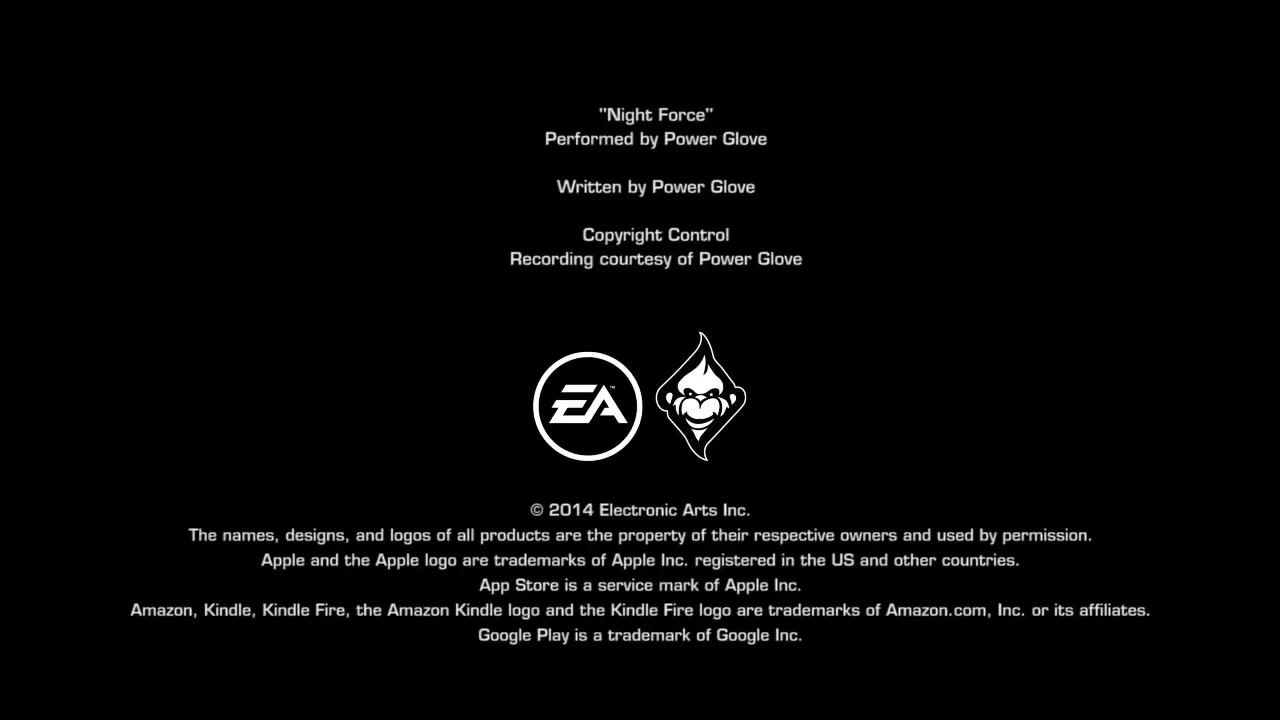 "Night Force"
Performed by Power Glove
Written by Power Glove
Copyright Control
Recording courtesy of Power Glove
EA™
© 2014 Electronic Arts Inc.
The names, designs, and logos of all products are the property of their respective owners and used by permission.
Apple and the Apple logo are trademarks of Apple Inc. registered in the US and other countries.
App Store is a service mark of Apple Inc.
Amazon, Kindle, Kindle Fire, the Amazon Kindle logo and the Kindle Fire logo are trademarks of Amazon.com, Inc. or its affiliates.
Google Play is a trademark of Google Inc.